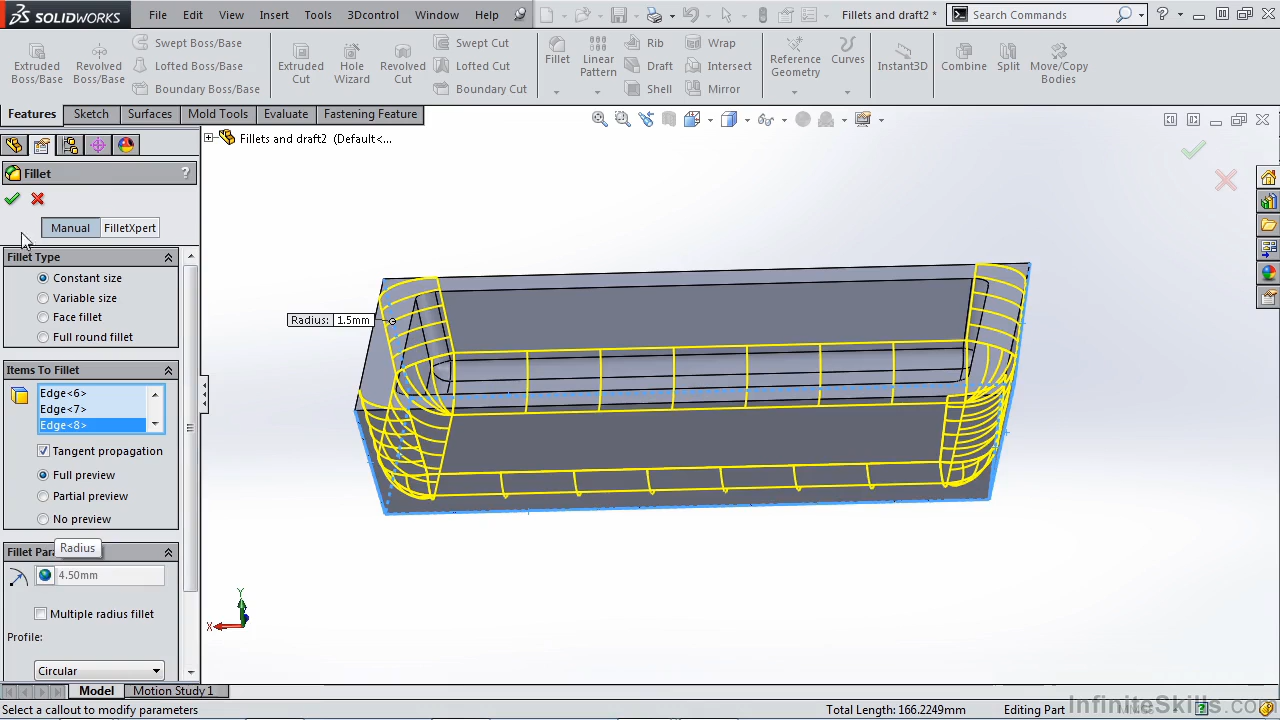 SOLIDWORKS File Edit View Insert Tools 3Dcontrol Window Help Fillets and draft2 * Search Commands
Extruded Boss/Base
Revolved Boss/Base
Swept Boss/Base
Lofted Boss/Base
Boundary Boss/Base
Extruded Cut
Hole Wizard
Revolved Cut
Swept Cut
Lofted Cut
Boundary Cut
Fillet
Linear Pattern
Rib
Draft
Shell
Wrap
Intersect
Mirror
Reference Geometry
Curves
Instant3D
Combine
Split
Move/Copy Bodies
Features Sketch Surfaces Mold Tools Evaluate Fastening Feature
Fillets and draft2 (Default<...
Fillet ?
Manual FilletXpert
Fillet Type
Constant size
Variable size
Face fillet
Full round fillet
Items To Fillet
Edge<6>
Edge<7>
Edge<8>
Tangent propagation
Full preview
Partial preview
No preview
Radius
Fillet Para
4.50mm
Multiple radius fillet
Profile:
Circular
Radius: 1.5mm
Y
X
Model Motion Study 1
Select a callout to modify parameters Total Length: 166.2249mm Editing Part
InfiniteSkills.com